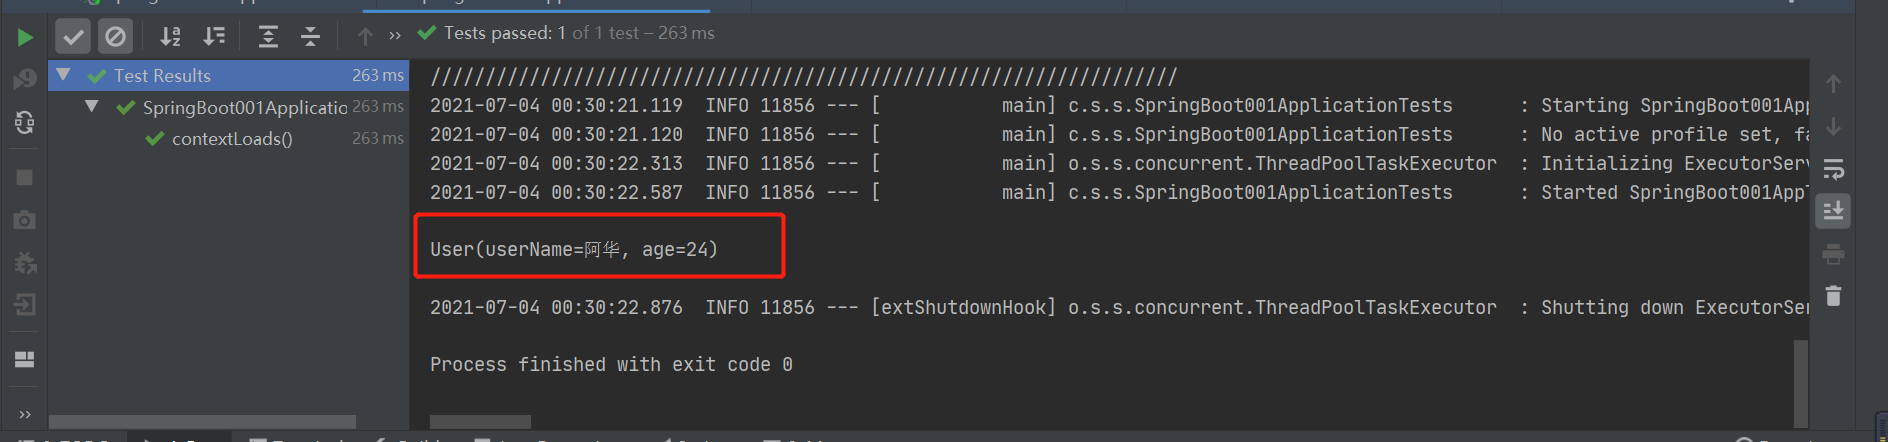 Tests passed: 1 of 1 test – 263 ms
Test Results 263 ms
SpringBoot001Applicatio 263 ms
contextLoads() 263 ms
////////////////////////////////////////////////////////////////////
2021-07-04 00:30:21.119  INFO 11856 --- [           main] c.s.s.SpringBoot001ApplicationTests      : Starting SpringBoot001App
2021-07-04 00:30:21.120  INFO 11856 --- [           main] c.s.s.SpringBoot001ApplicationTests      : No active profile set, fa
2021-07-04 00:30:22.313  INFO 11856 --- [           main] o.s.s.concurrent.ThreadPoolTaskExecutor  : Initializing ExecutorServ
2021-07-04 00:30:22.587  INFO 11856 --- [           main] c.s.s.SpringBoot001ApplicationTests      : Started SpringBoot001Appl
User(userName=阿华, age=24)
2021-07-04 00:30:22.876  INFO 11856 --- [extShutdownHook] o.s.s.concurrent.ThreadPoolTaskExecutor  : Shutting down ExecutorSer
Process finished with exit code 0